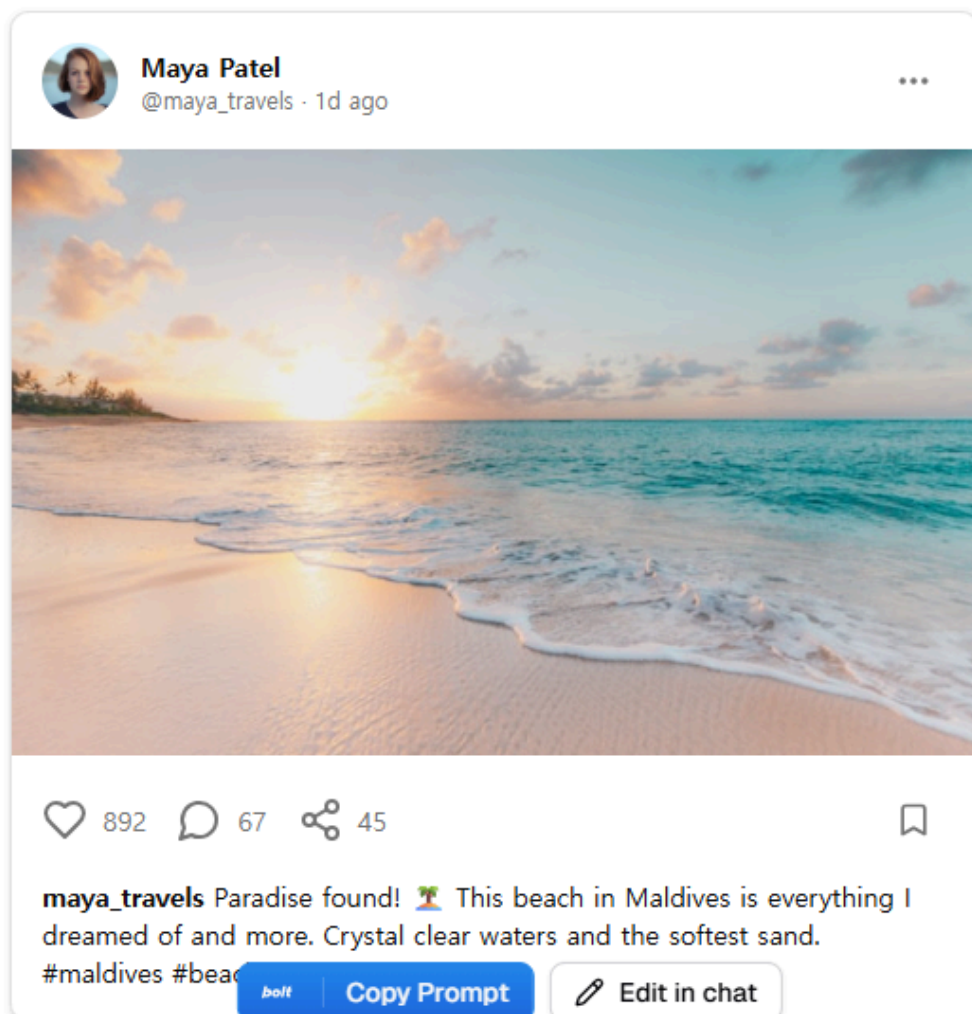 Maya Patel
@maya_travels · 1d ago
892 67 45
maya_travels Paradise found! 🏝️ This beach in Maldives is everything I
dreamed of and more. Crystal clear waters and the softest sand.
#maldives
bolt Copy Prompt Edit in chat